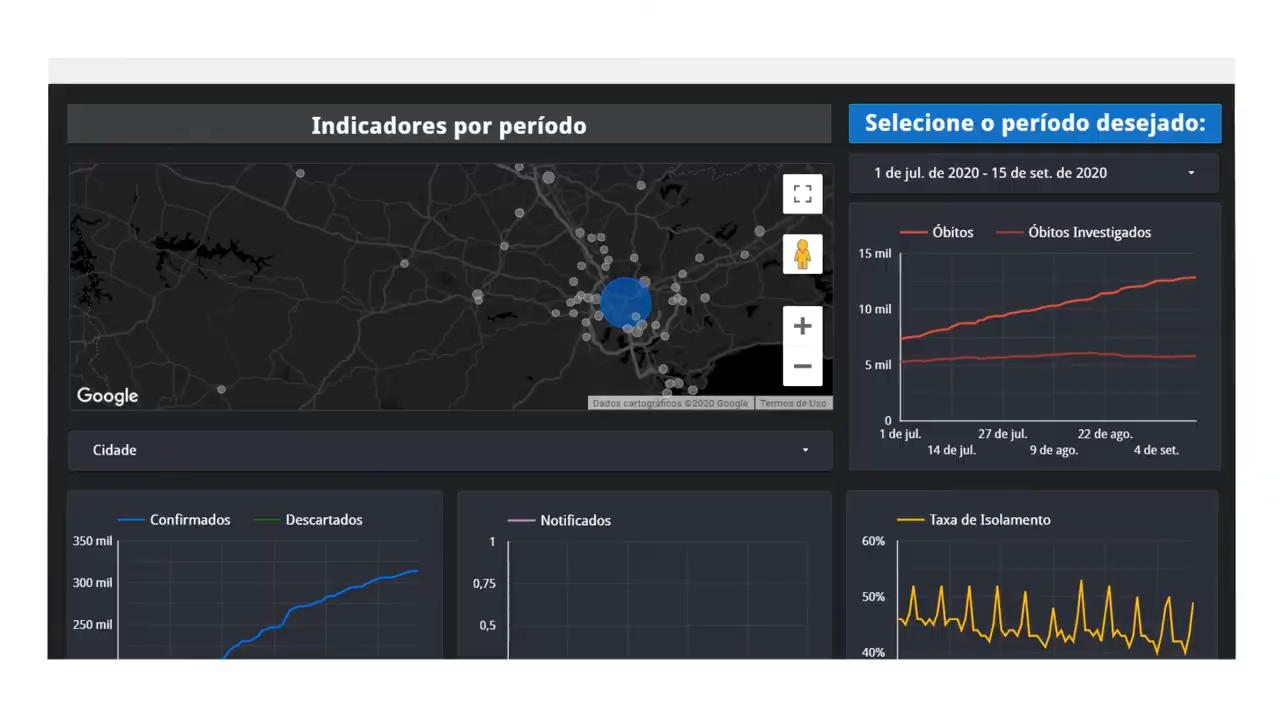 Indicadores por período
Selecione o período desejado:
1 de jul. de 2020 - 15 de set. de 2020
Google
Dados cartográficos ©2020 Google
Termos de Uso
Óbitos
Óbitos Investigados
15 mil
10 mil
5 mil
0
1 de jul.
27 de jul.
22 de ago.
14 de jul.
9 de ago.
4 de set.
Cidade
Confirmados
Descartados
350 mil
300 mil
250 mil
Notificados
1
0,75
0,5
Taxa de Isolamento
60%
50%
40%